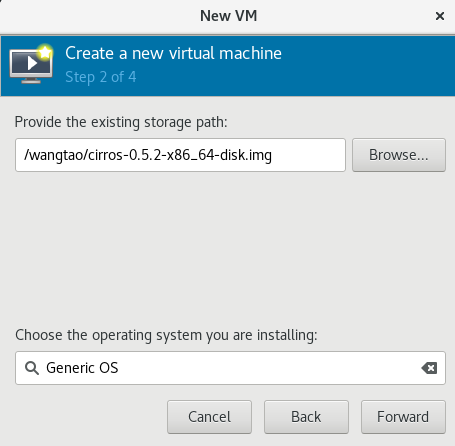 New VM
Create a new virtual machine
Step 2 of 4
Provide the existing storage path:
/wangtao/cirros-0.5.2-x86_64-disk.img
Browse...
Choose the operating system you are installing:
Generic OS
Cancel
Back
Forward